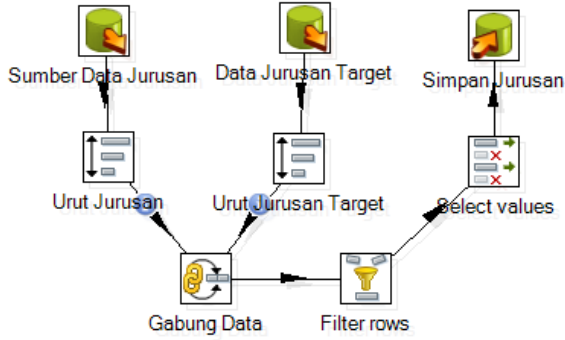 Sumber Data Jurusan
Data Jurusan Target
Simpan Jurusan
Urut Jurusan
Urut Jurusan Target
Select values
Gabung Data
Filter rows